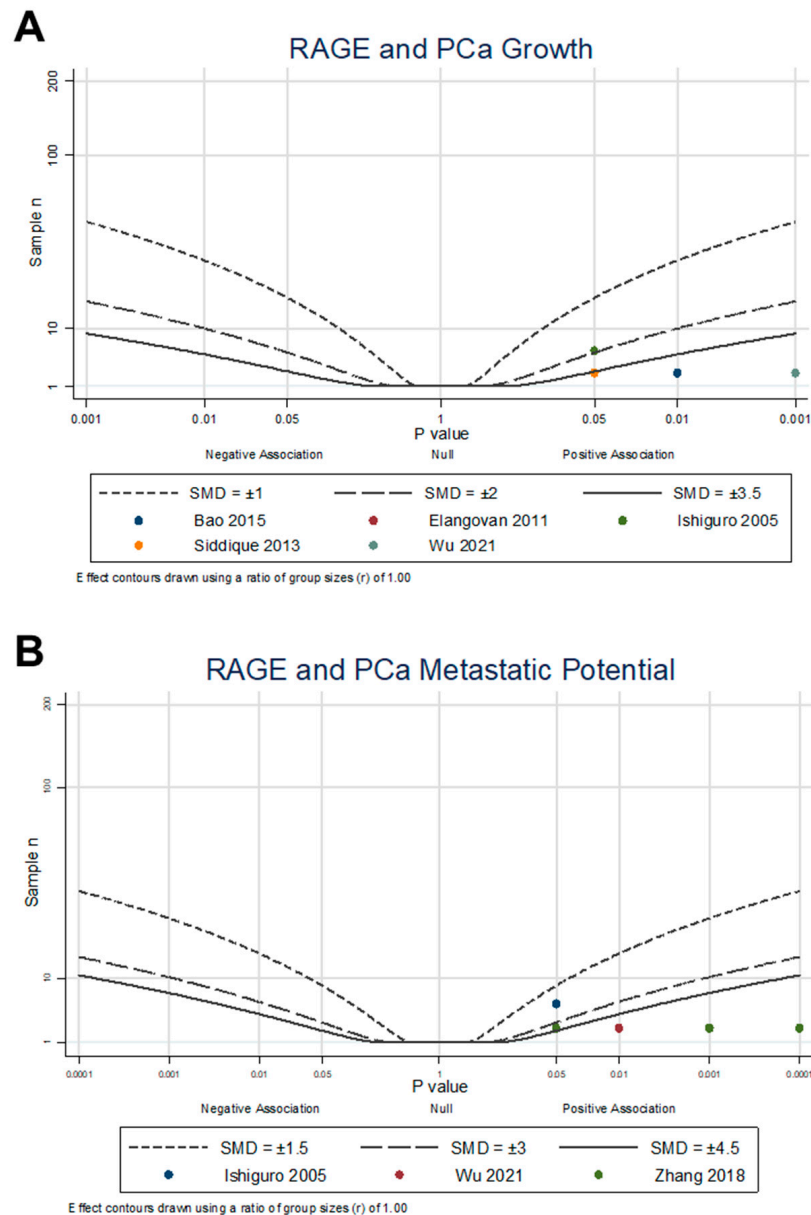 A
RAGE and PCa Growth
200
100
10
1
Sample n
0.001 0.01 0.05 1 0.05 0.01 0.001
P value
Negative Association Null Positive Association
SMD = ±1 SMD = ±2 SMD = ±3.5
Bao 2015 Elangovan 2011 Ishiguro 2005
Siddique 2013 Wu 2021
Effect contours drawn using a ratio of group sizes (r) of 1.00
B
RAGE and PCa Metastatic Potential
200
100
10
1
Sample n
0.0001 0.001 0.01 0.05 1 0.05 0.01 0.001 0.0001
P value
Negative Association Null Positive Association
SMD = ±1.5 SMD = ±3 SMD = ±4.5
Ishiguro 2005 Wu 2021 Zhang 2018
Effect contours drawn using a ratio of group sizes (r) of 1.00